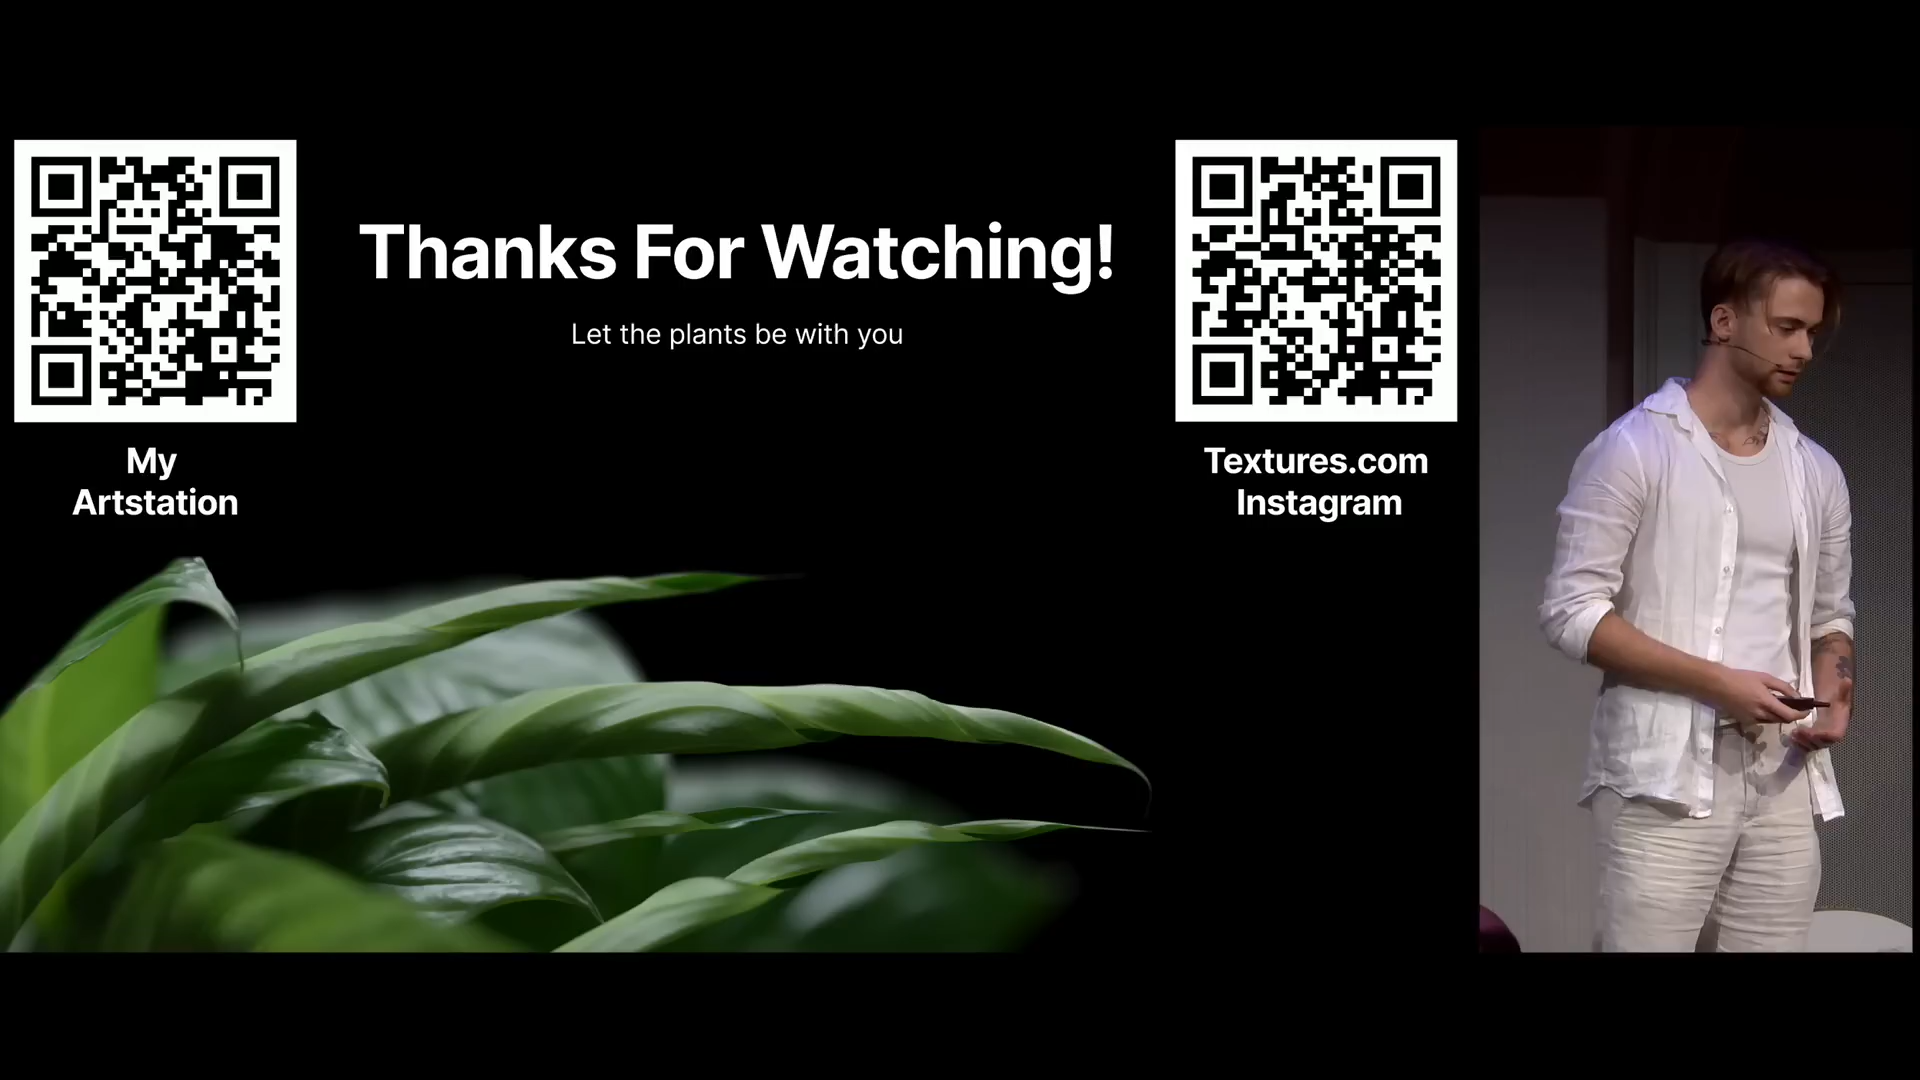 Thanks For Watching!
Let the plants be with you
My
Artstation
Textures.com
Instagram